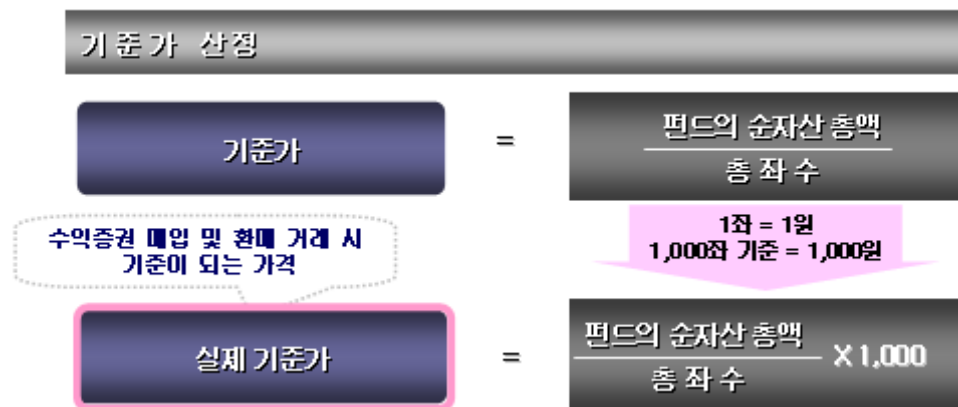 기준가 산정
기준가
=
펀드의 순자산 총액
총 좌 수
수익증권 매입 및 환매 거래 시
기준이 되는 가격
1좌 = 1원
1,000좌 기준 = 1,000원
실제 기준가
=
펀드의 순자산 총액
총 좌 수
X 1,000